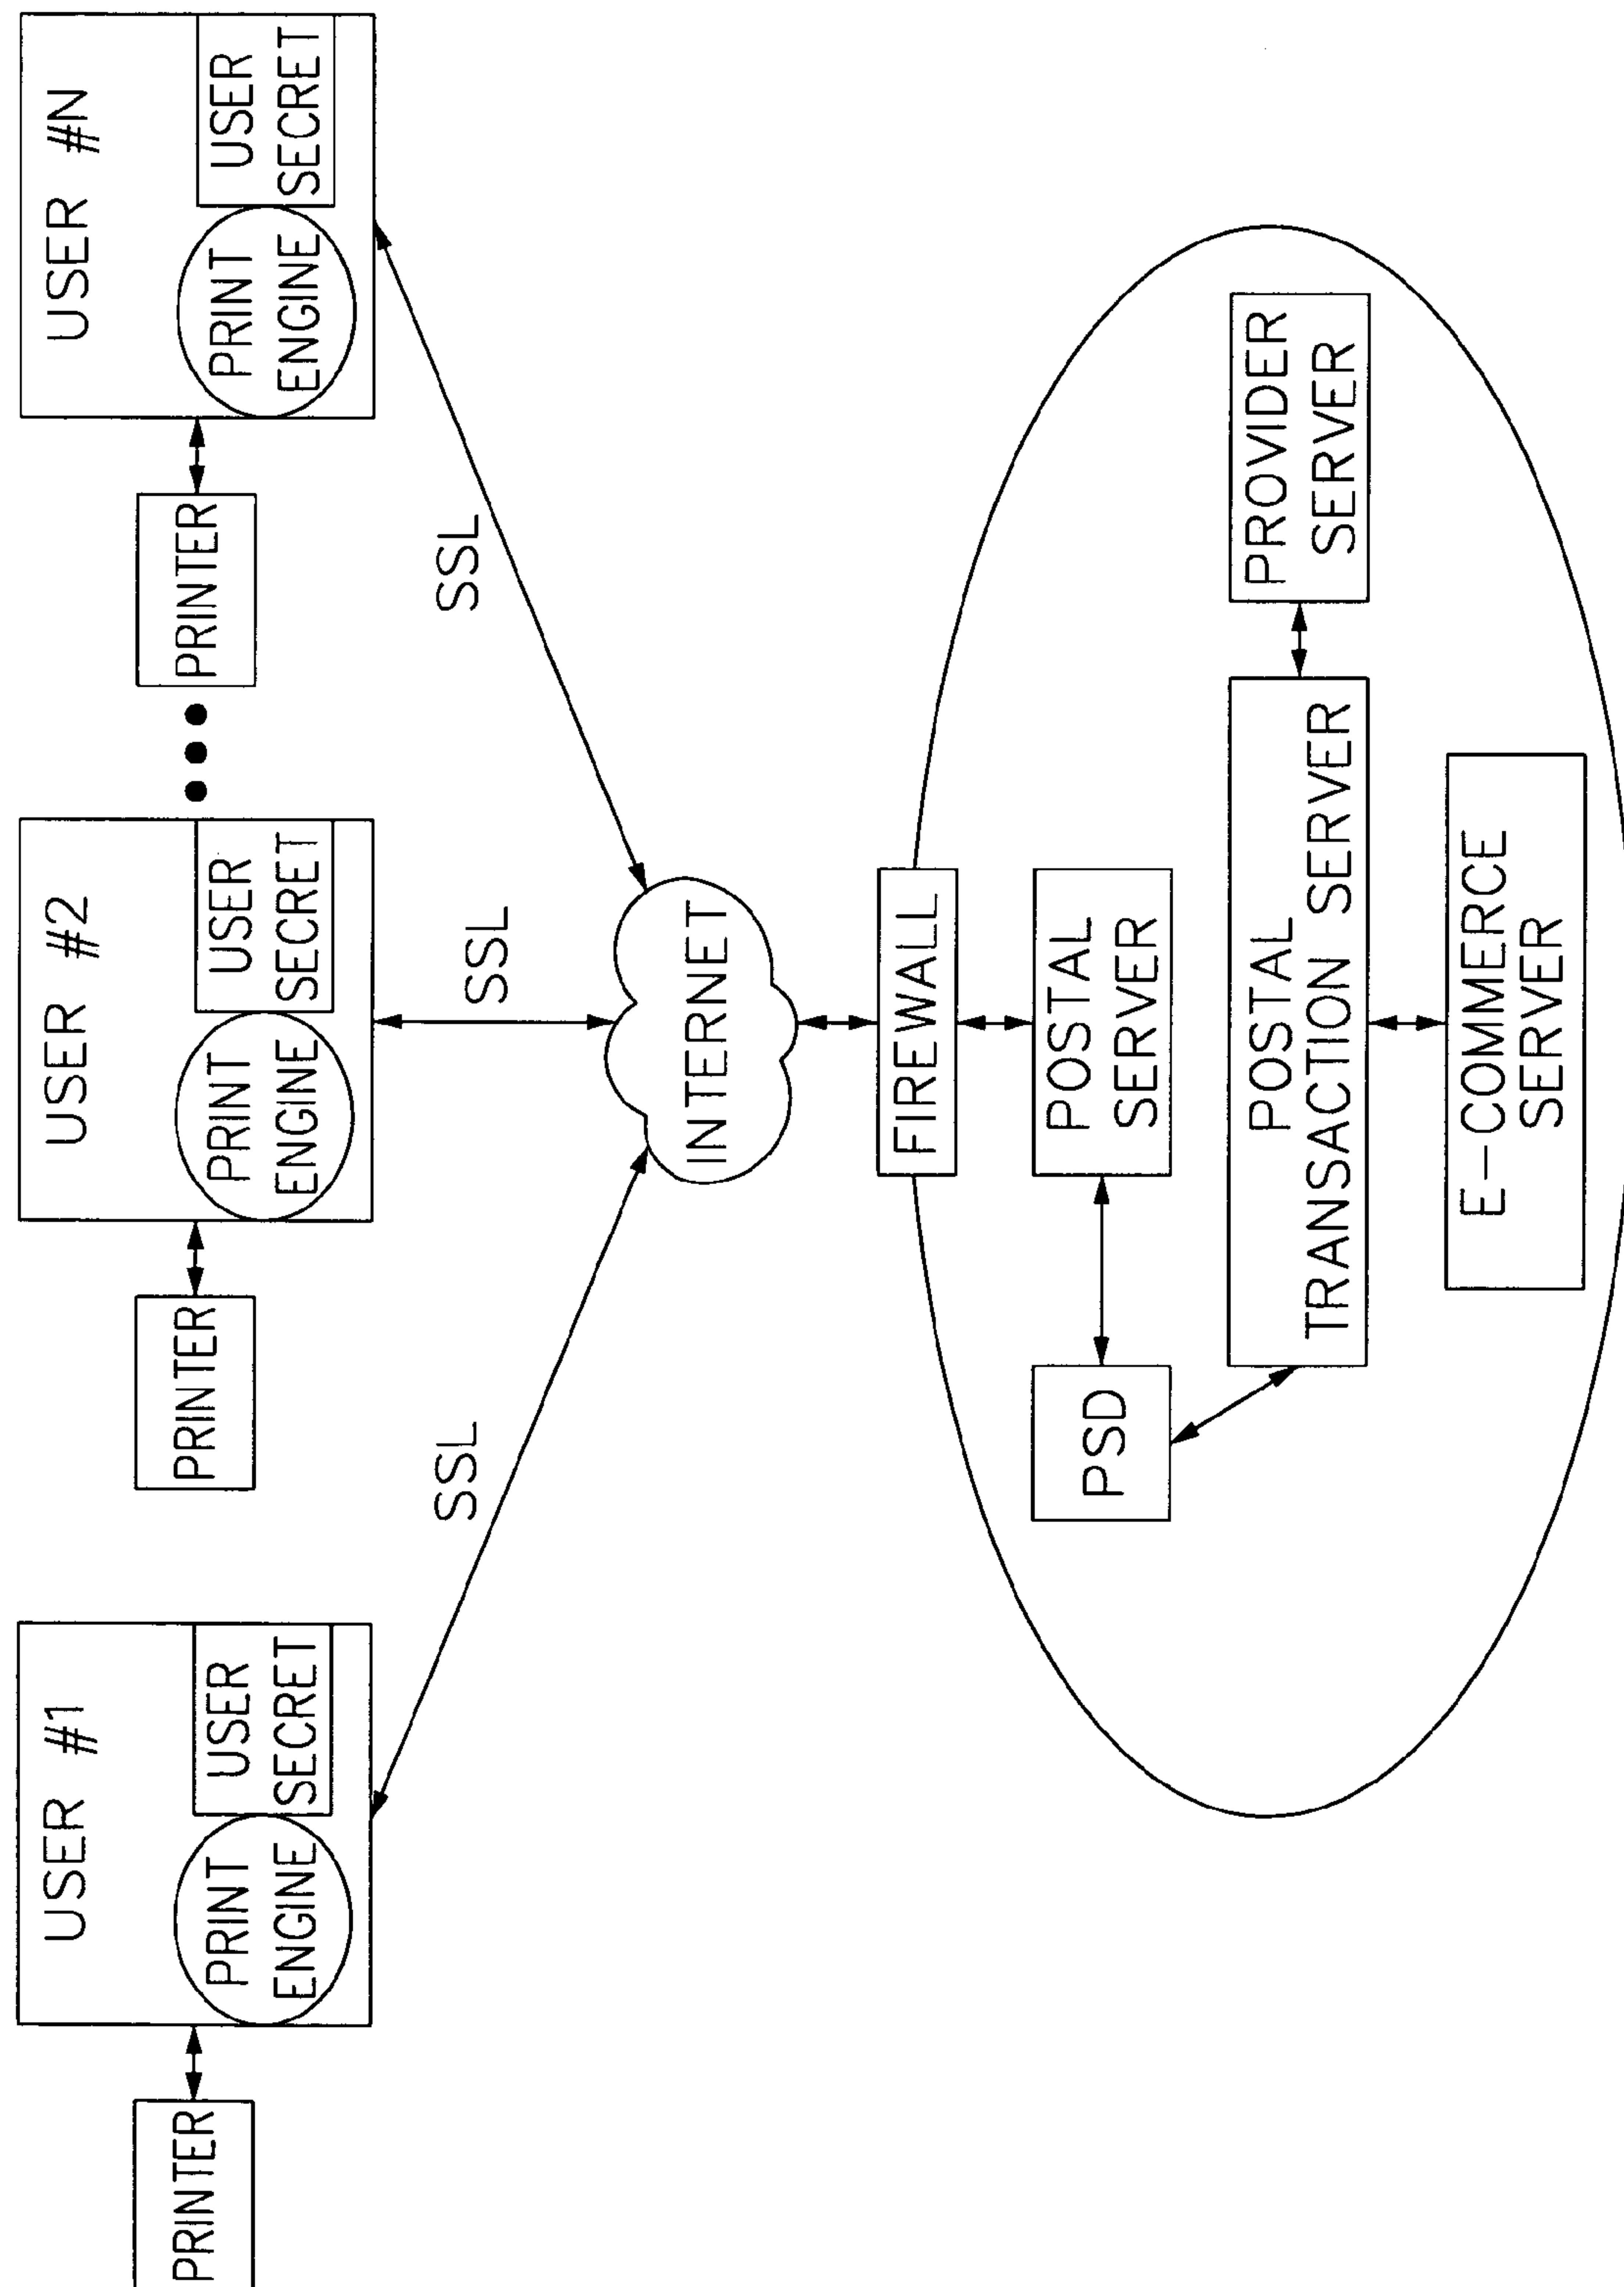 USER #1
PRINT
ENGINE
USER
SECRET
PRINTER
USER #2
PRINT
ENGINE
USER
SECRET
PRINTER
USER #N
PRINT
ENGINE
USER
SECRET
PRINTER
SSL
SSL
SSL
INTERNET
FIREWALL
POSTAL
SERVER
PSD
POSTAL
TRANSACTION SERVER
PROVIDER
SERVER
E-COMMERCE
SERVER